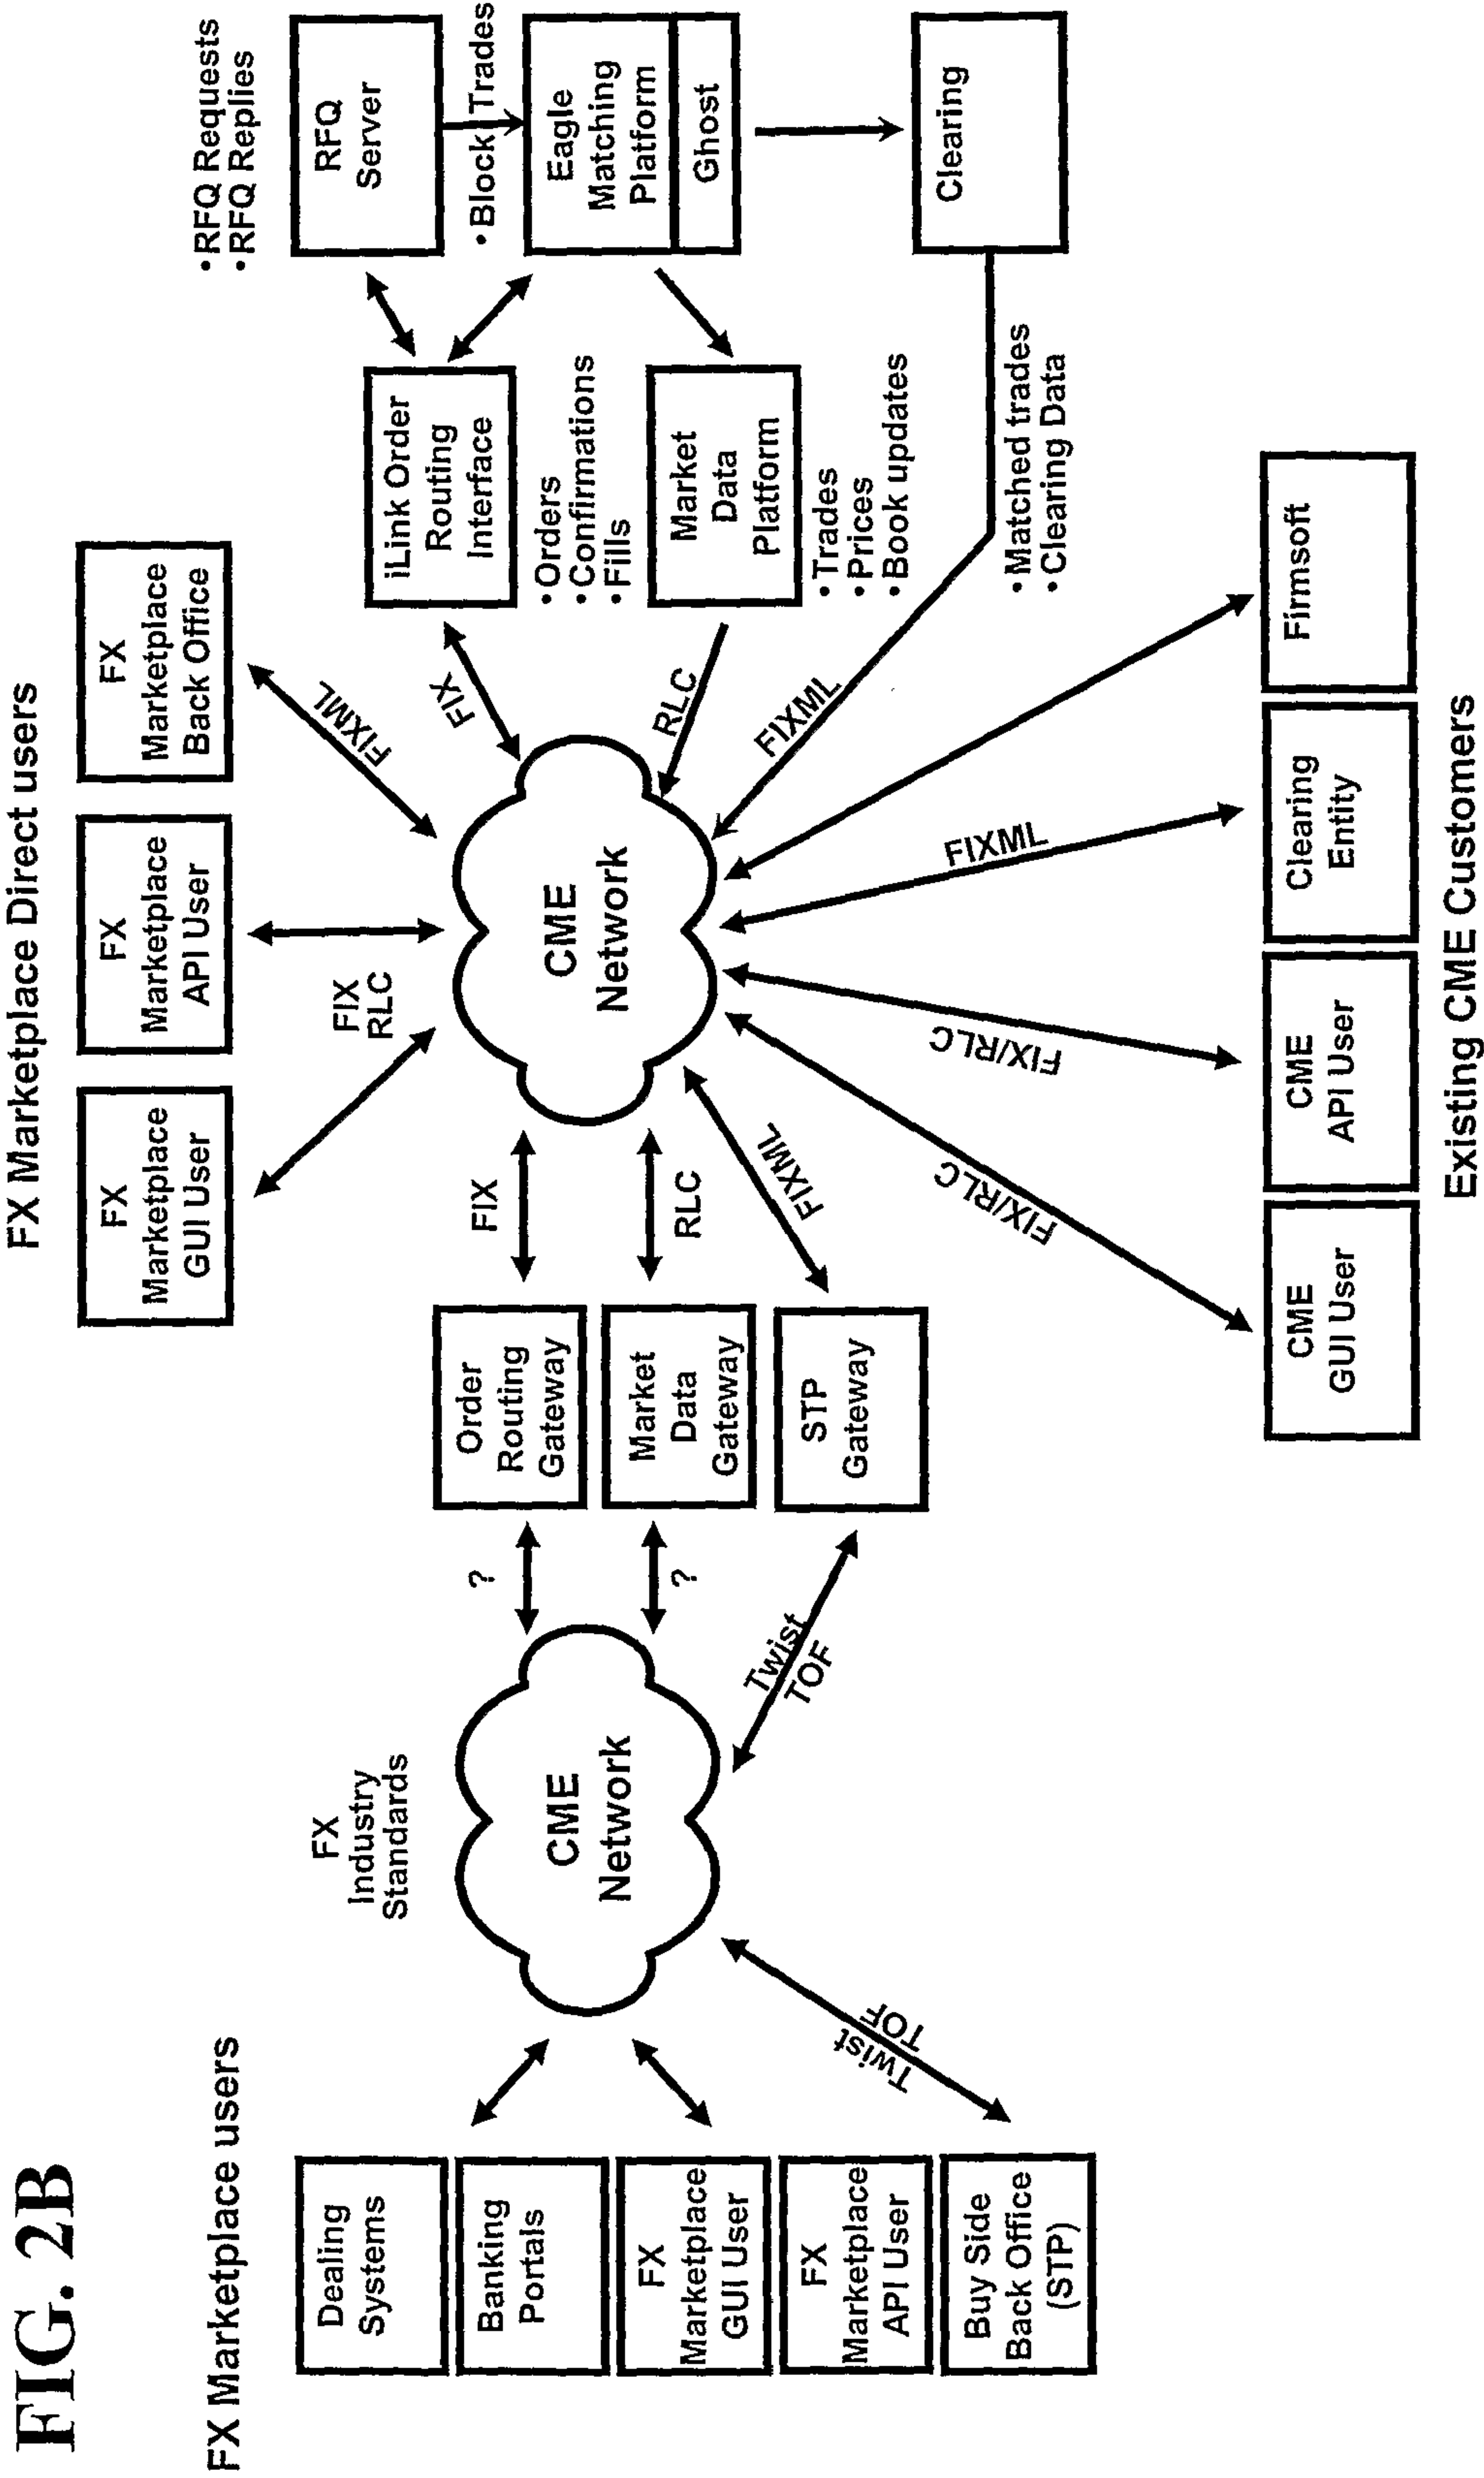 FIG. 2B
FX Marketplace users
Dealing
Systems
Banking
Portals
FX
Marketplace
GUI User
FX
Marketplace
API User
Buy Side
Back Office
(STP)
FX
Industry
Standards
CME
Network
Twist
TOF
?
?
Twist
TOF
Order
Routing
Gateway
Market
Data
Gateway
STP
Gateway
FIX
RLC
FIXML
FX Marketplace Direct users
FX
Marketplace
GUI User
FX
Marketplace
API User
FX
Marketplace
Back Office
FIX
RLC
FIXML
CME
Network
FIX
RLC
FIXML
iLink Order
Routing
Interface
•Orders
•Confirmations
•Fills
Market
Data
Platform
•Trades
•Prices
•Book updates
•RFQ Requests
•RFQ Replies
RFQ
Server
•Block Trades
Eagle
Matching
Platform
Ghost
Clearing
•Matched trades
•Clearing Data
FIX/RLC
FIX/RLC
FIXML
CME
GUI User
CME
API User
Clearing
Entity
Firmsoft
Existing CME Customers